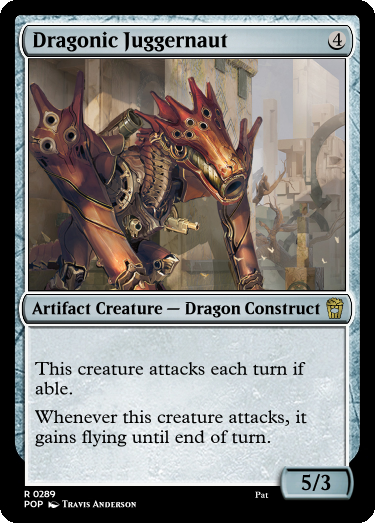 Dragonic Juggernaut 4
Artifact Creature — Dragon Construct
This creature attacks each turn if
able.
Whenever this creature attacks, it
gains flying until end of turn.
5/3
R 0289
POP Travis Anderson
Pat